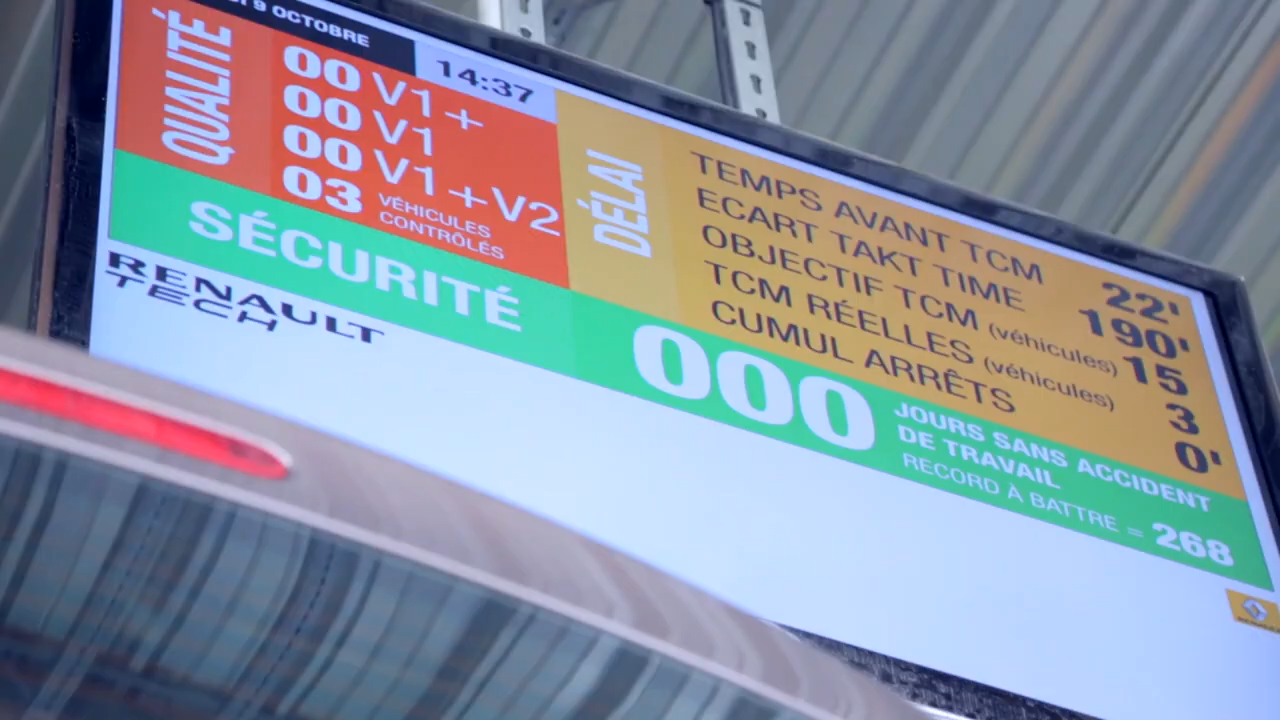 9 OCTOBRE
14:37
QUALITÉ
00 V1+
00 V1
00 V1+V2
03 VÉHICULES
CONTRÔLÉS
DÉLAI
TEMPS AVANT TCM 22'
ECART TAKT TIME 190'
OBJECTIF TCM (véhicules) 15
TCM RÉELLES (véhicules) 3
CUMUL ARRÊTS 0'
SÉCURITÉ
000
JOURS SANS ACCIDENT
DE TRAVAIL
RECORD À BATTRE = 268
RENAULT
TECH